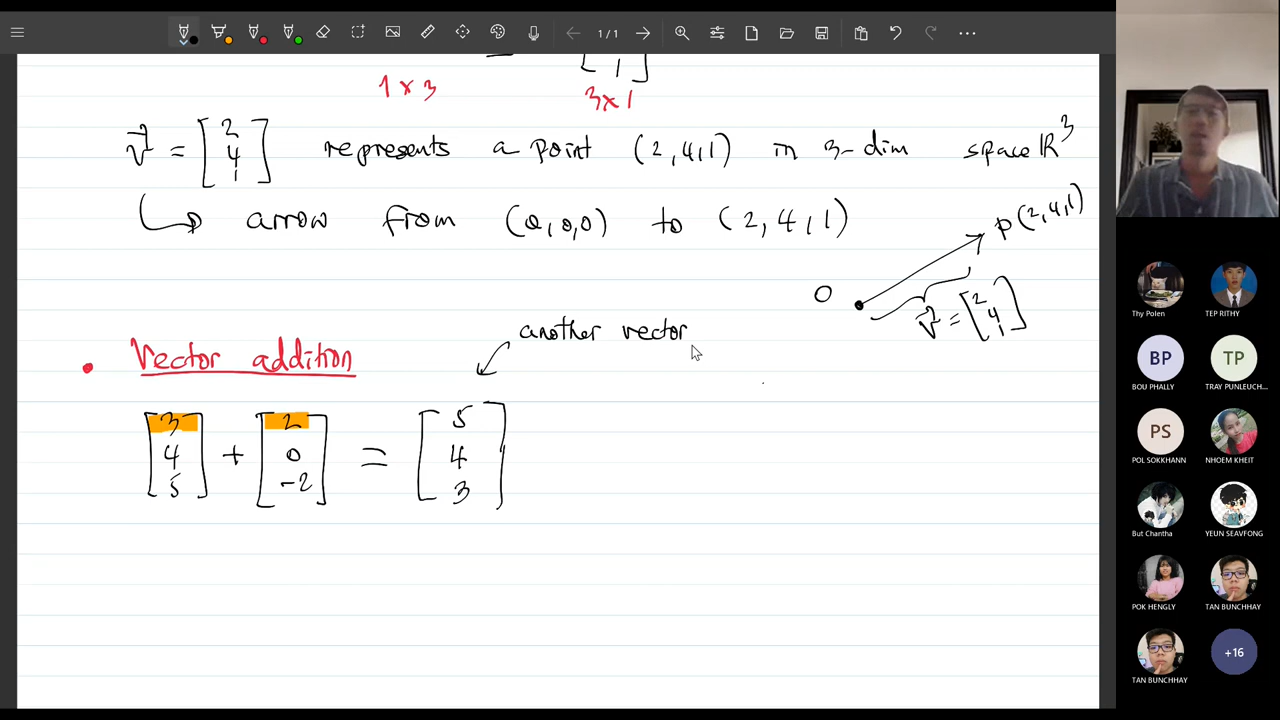 1/1
1 x 3
1
3 x 1
v⃗ = [2 4 1] represents a point (2,4,1) in 3-dim space ℝ³
↳ arrow from (0,0,0) to (2,4,1)
P(2,4,1)
O
v⃗ = [2 4 1]
another vector
• Vector addition
[3 4 5] + [2 0 -2] = [5 4 3]
Thy Polen
TEP RITHY
BP
BOU PHALLY
TP
TRAY PUNLEUCH...
PS
POL SOKKHANN
NHOEM KHEIT
But Chantha
YEUN SEAVFONG
POK HENGLY
TAN BUNCHHAY
TAN BUNCHHAY
+16